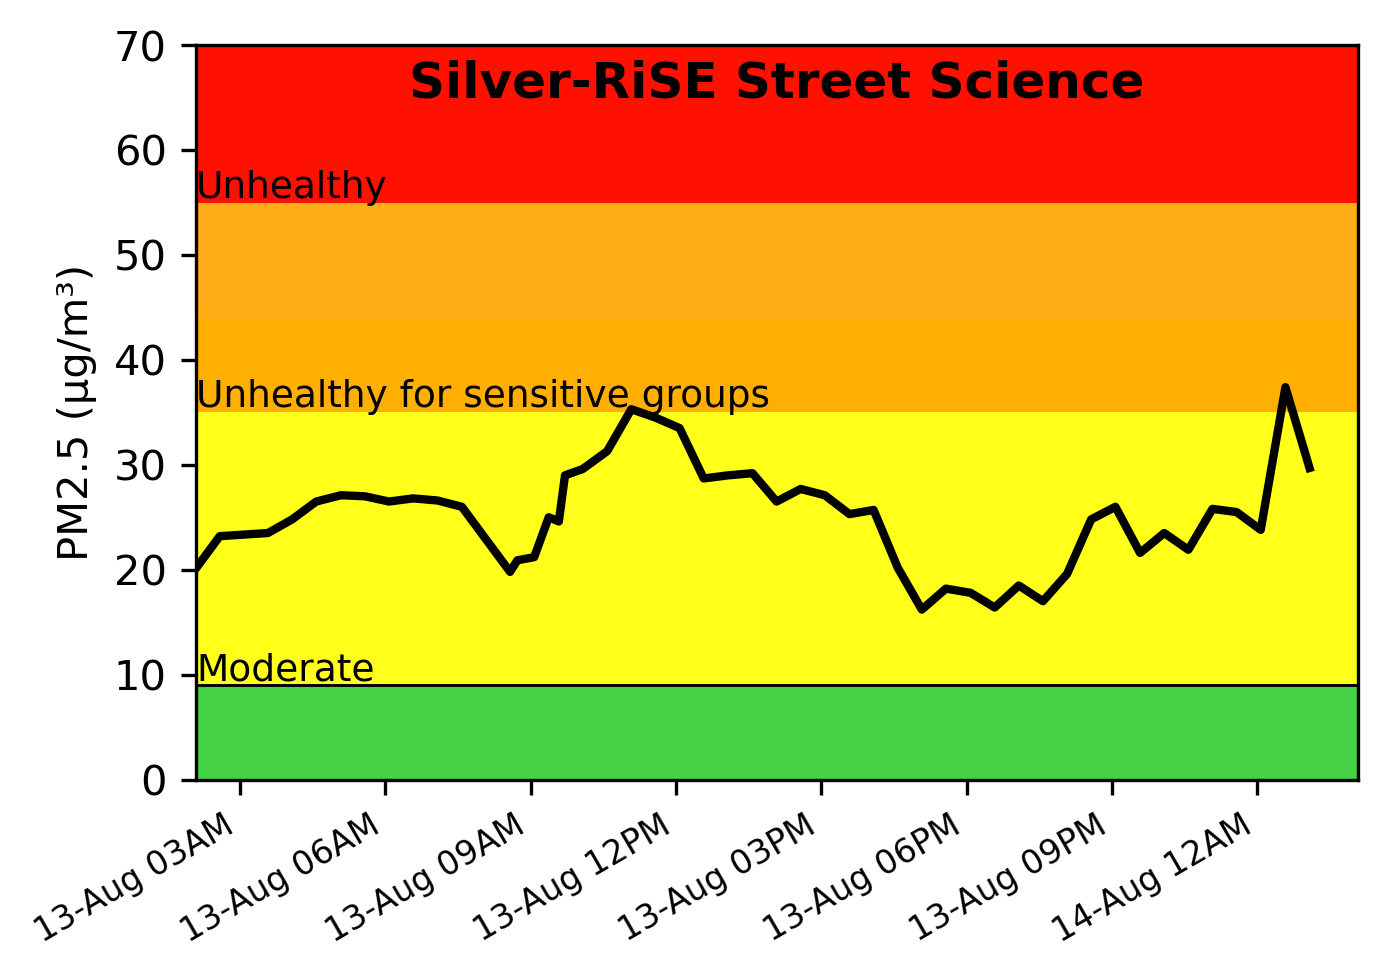 Silver-RiSE Street Science
PM2.5 (µg/m³)
70
60
50
40
30
20
10
0
Unhealthy
Unhealthy for sensitive groups
Moderate
13-Aug 03AM
13-Aug 06AM
13-Aug 09AM
13-Aug 12PM
13-Aug 03PM
13-Aug 06PM
13-Aug 09PM
14-Aug 12AM